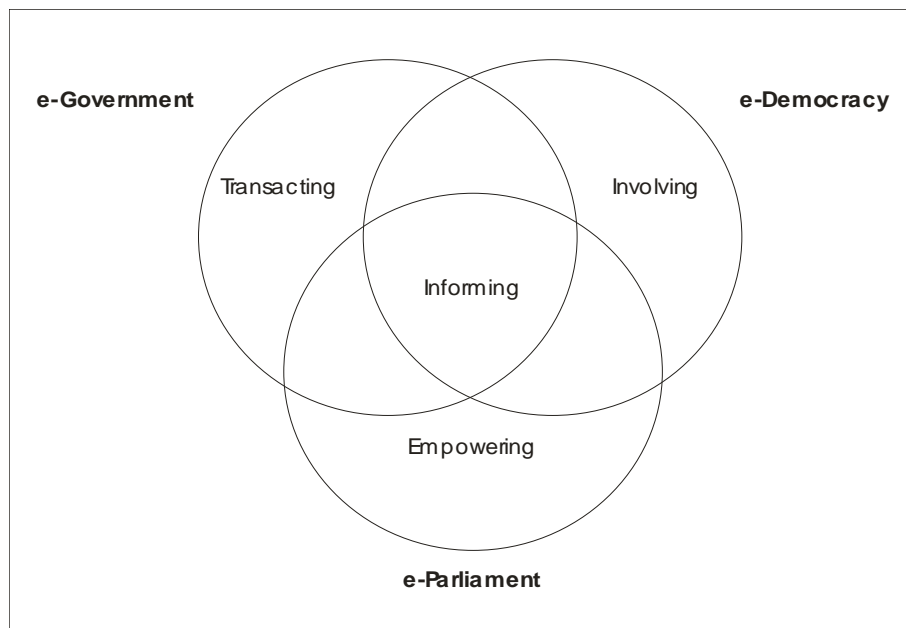 e-Government
e-Democracy
Transacting
Involving
Informing
Empowering
e-Parliament